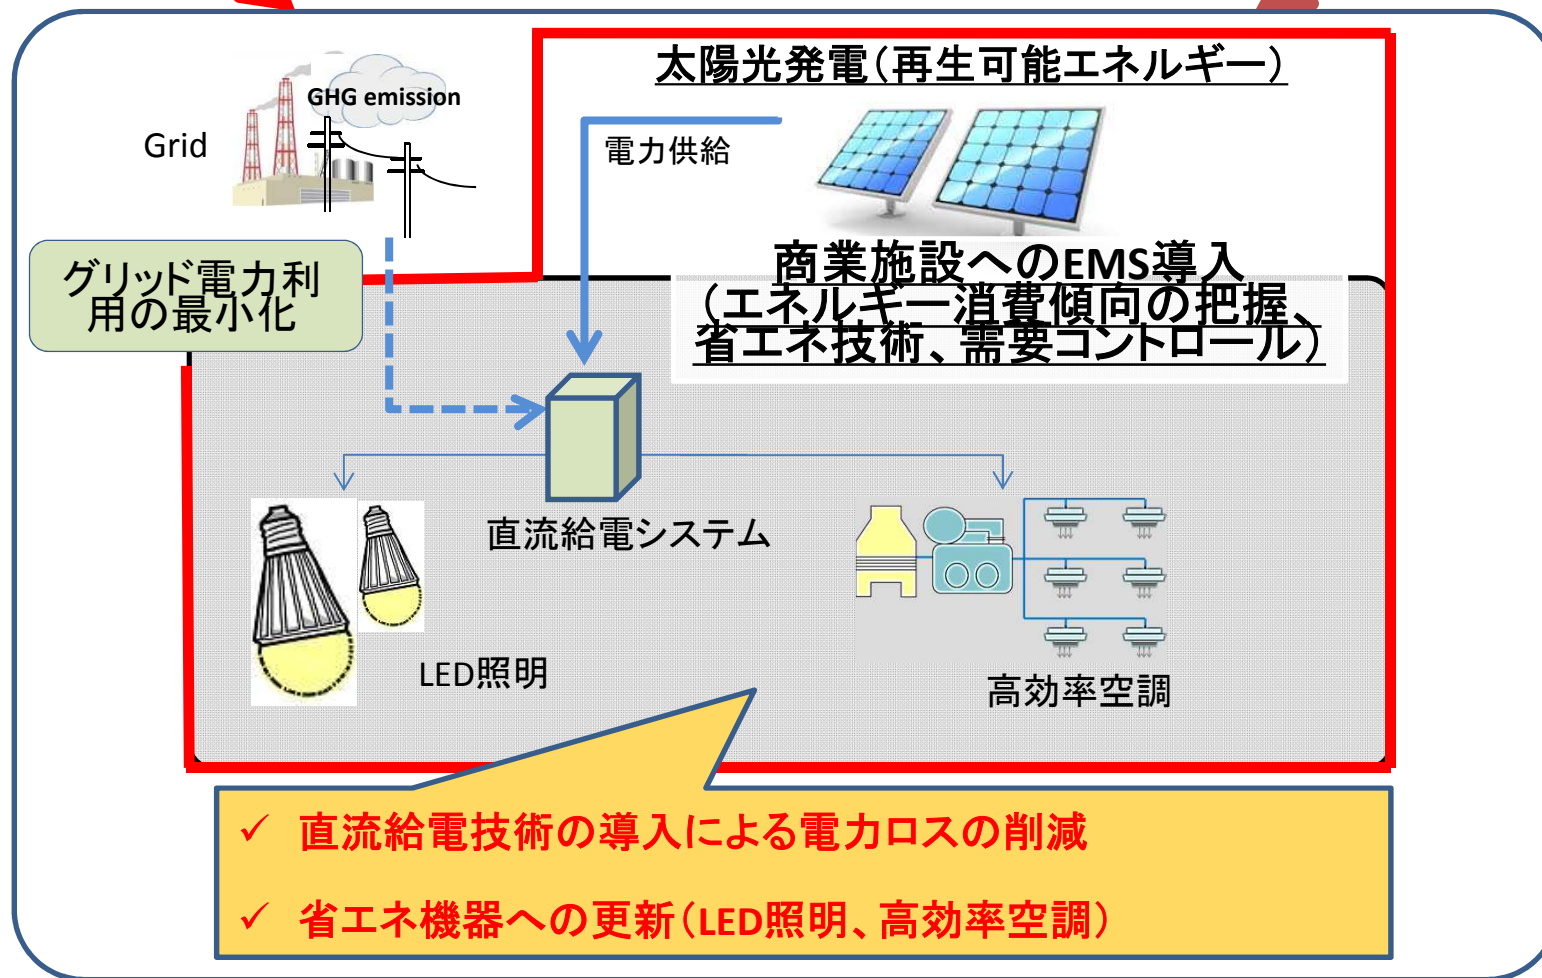 太陽光発電（再生可能エネルギー）
GHG emission
Grid
電力供給
グリッド電力利
用の最小化
商業施設へのEMS導入
（エネルギー消費傾向の把握、
省エネ技術、需要コントロール）
直流給電システム
LED照明
高効率空調
✓ 直流給電技術の導入による電力ロスの削減
✓ 省エネ機器への更新（LED照明、高効率空調）